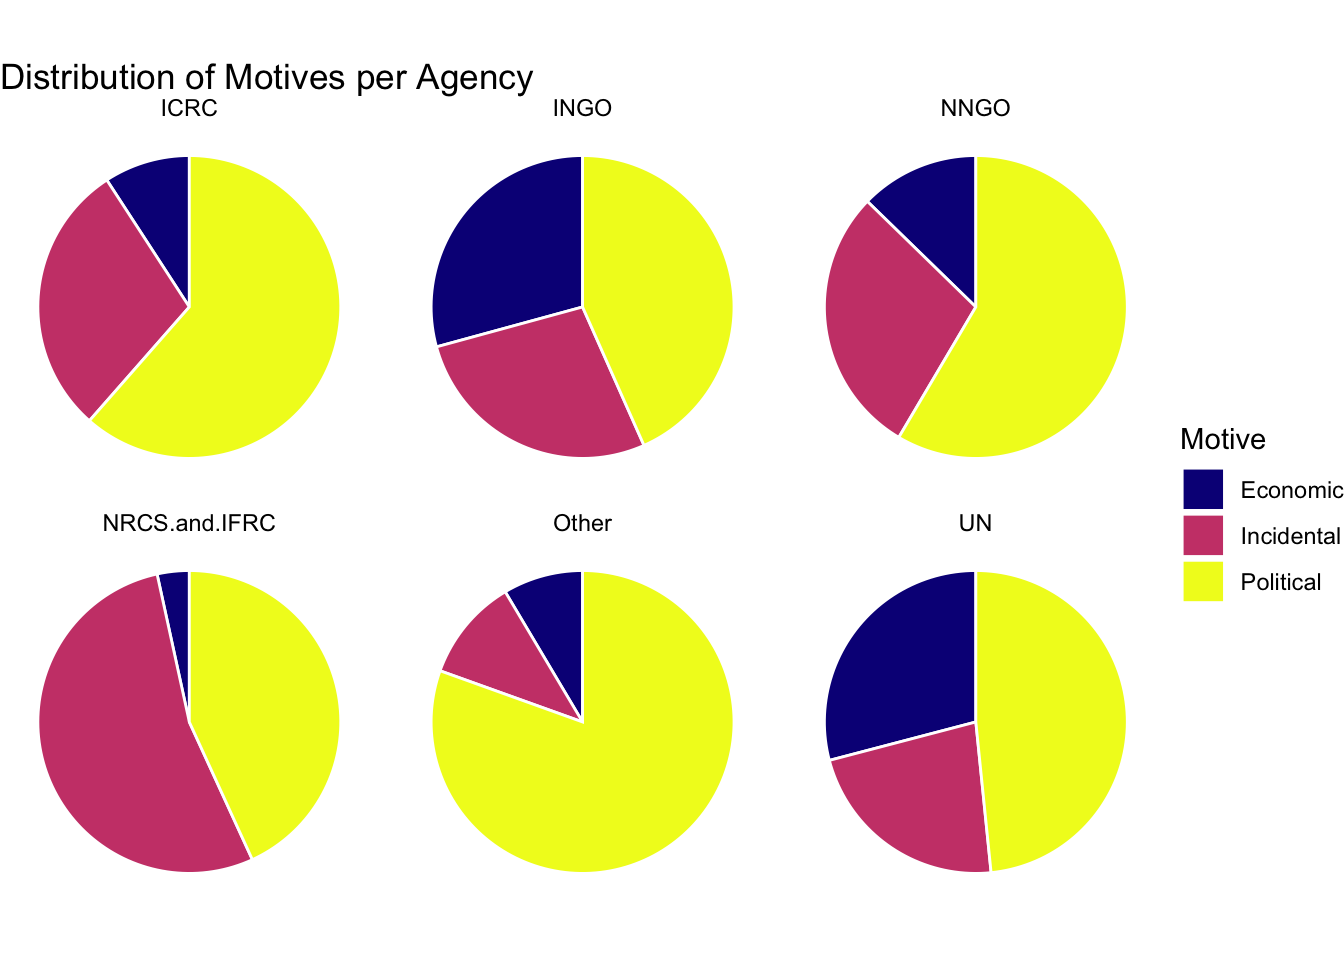 Distribution of Motives per Agency
ICRC
INGO
NNGO
NRCS.and.IFRC
Other
UN
Motive
Economic
Incidental
Political